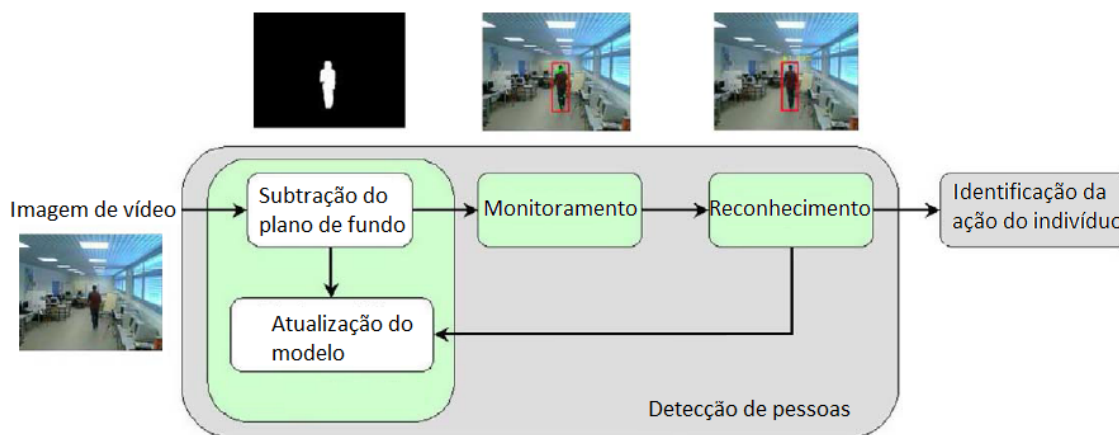 Imagem de vídeo
Subtração do
plano de fundo
Monitoramento
Reconhecimento
Identificação da
ação do indivíduo
Atualização do
modelo
Detecção de pessoas